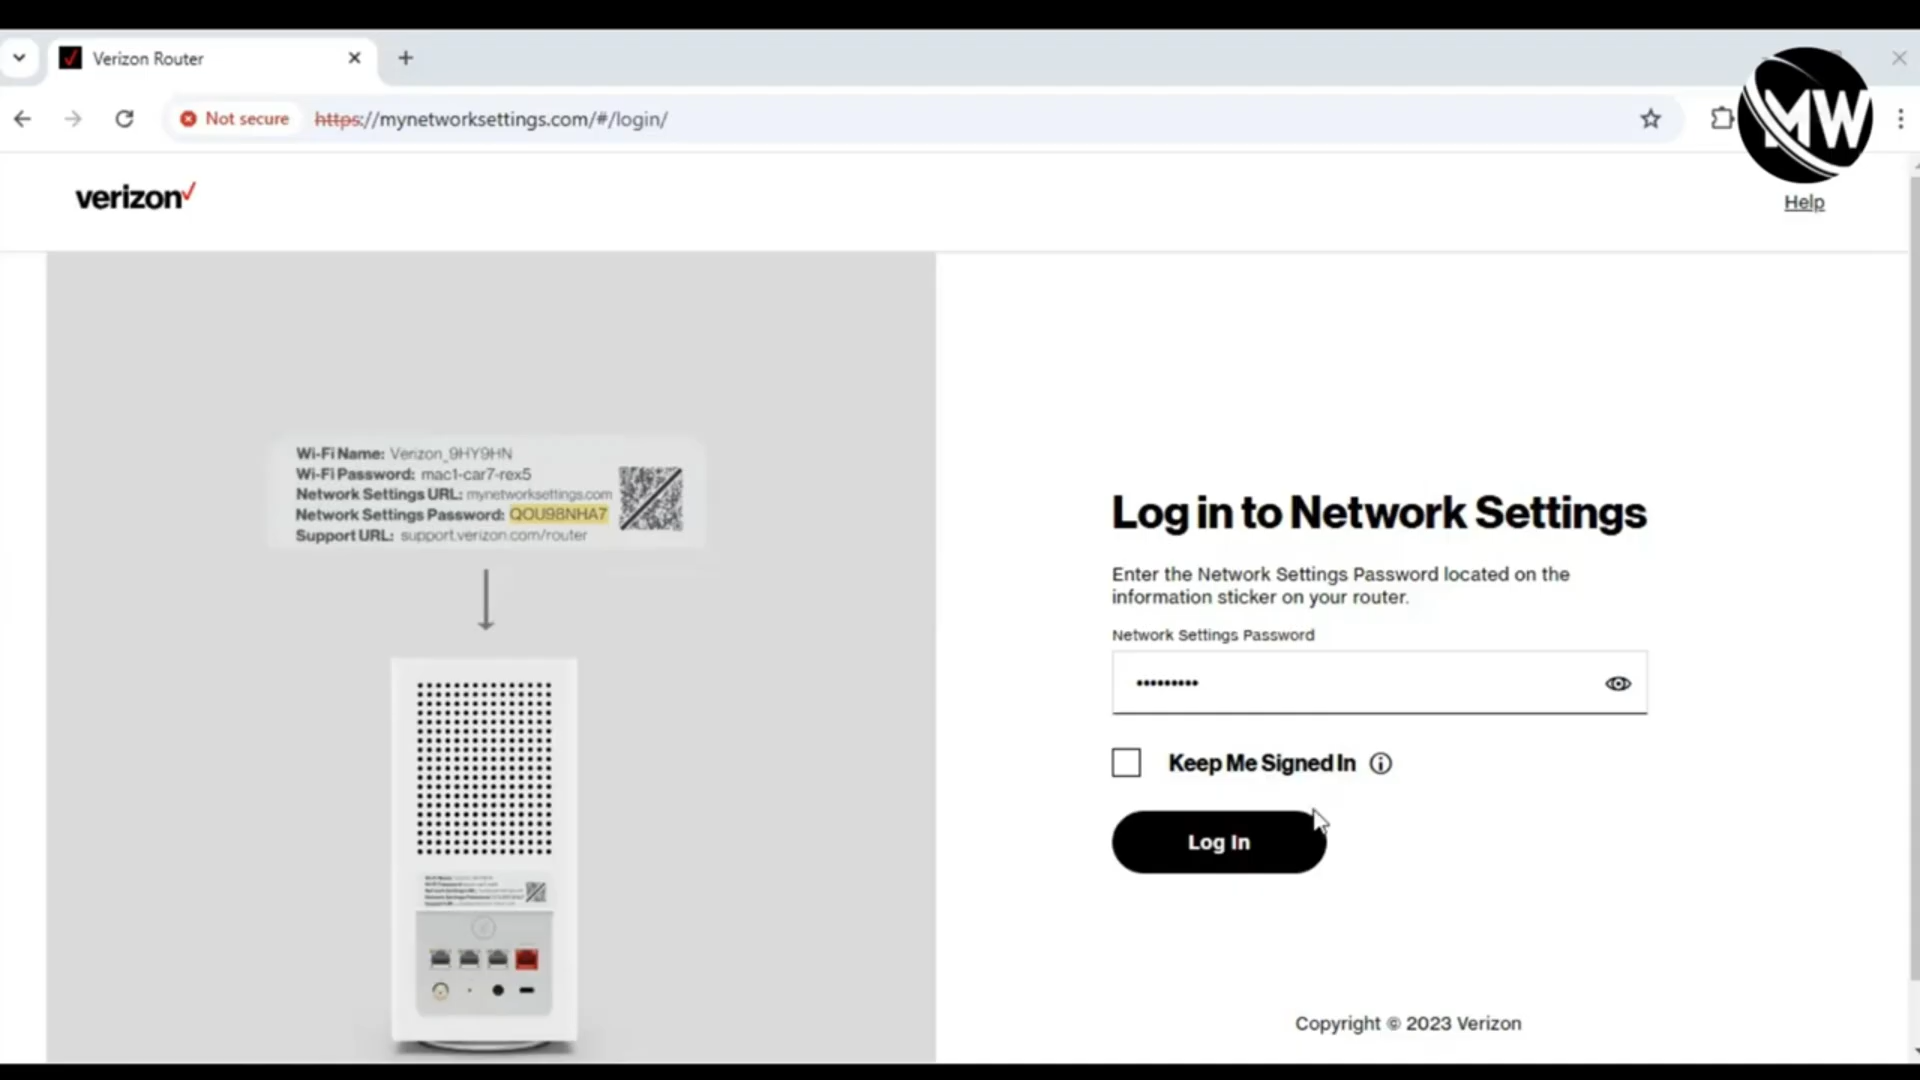 Verizon Router
Not secure
https://mynetworksettings.com/#/login/
MW
verizon
Help
Wi-Fi Name: Verizon_9HY9HN
Wi-Fi Password: mac1-car7-rex5
Network Settings URL: mynetworksettings.com
Network Settings Password: QOU98NHA7
Support URL: support.verizon.com/router
Log in to Network Settings
Enter the Network Settings Password located on the
information sticker on your router.
Network Settings Password
•••••••••
Keep Me Signed In
Log In
Copyright © 2023 Verizon